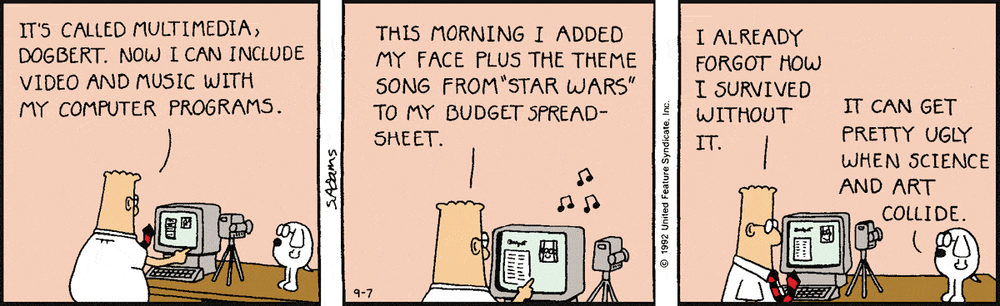 IT'S CALLED MULTIMEDIA,
DOGBERT. NOW I CAN INCLUDE
VIDEO AND MUSIC WITH
MY COMPUTER PROGRAMS.
S.Adams
THIS MORNING I ADDED
MY FACE PLUS THE THEME
SONG FROM "STAR WARS"
TO MY BUDGET SPREAD-
SHEET.
Budget
9-7
© 1992 United Feature Syndicate, Inc.
I ALREADY
FORGOT HOW
I SURVIVED
WITHOUT
IT.
IT CAN GET
PRETTY UGLY
WHEN SCIENCE
AND ART
COLLIDE.